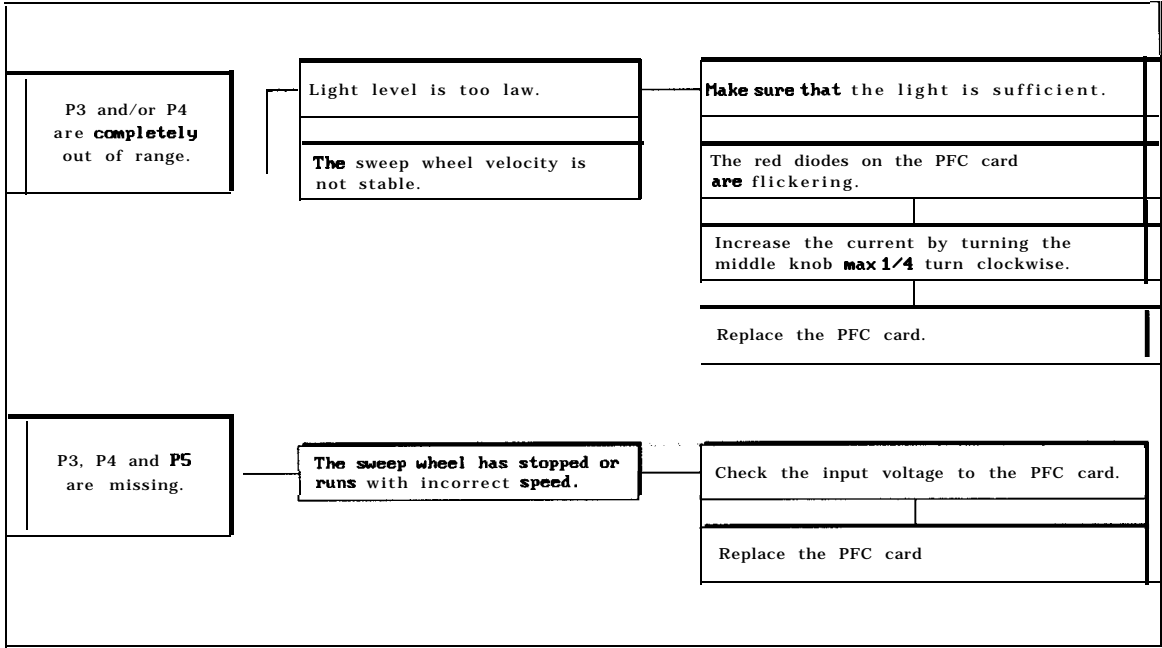 P3 and/or P4
are completely
out of range.
Light level is too law.
The sweep wheel velocity is
not stable.
Make sure that the light is sufficient.
The red diodes on the PFC card
are flickering.
Increase the current by turning the
middle knob max 1/4 turn clockwise.
Replace the PFC card.
P3, P4 and P5
are missing.
The sweep wheel has stopped or
runs with incorrect speed.
Check the input voltage to the PFC card.
Replace the PFC card